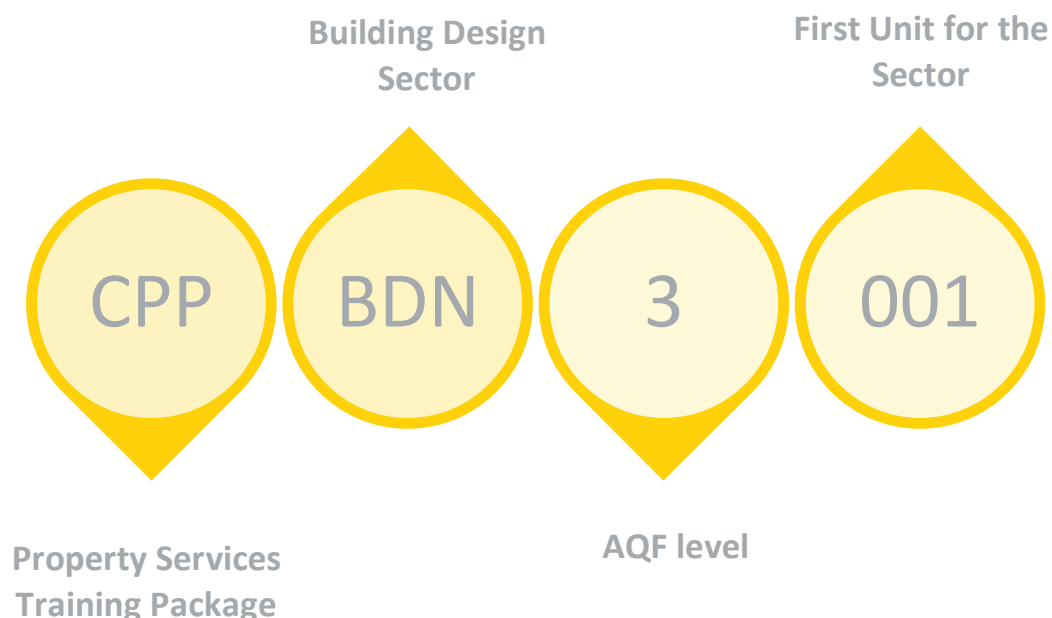 Building Design
Sector
First Unit for the
Sector
CPP
BDN
3
001
Property Services
Training Package
AQF level